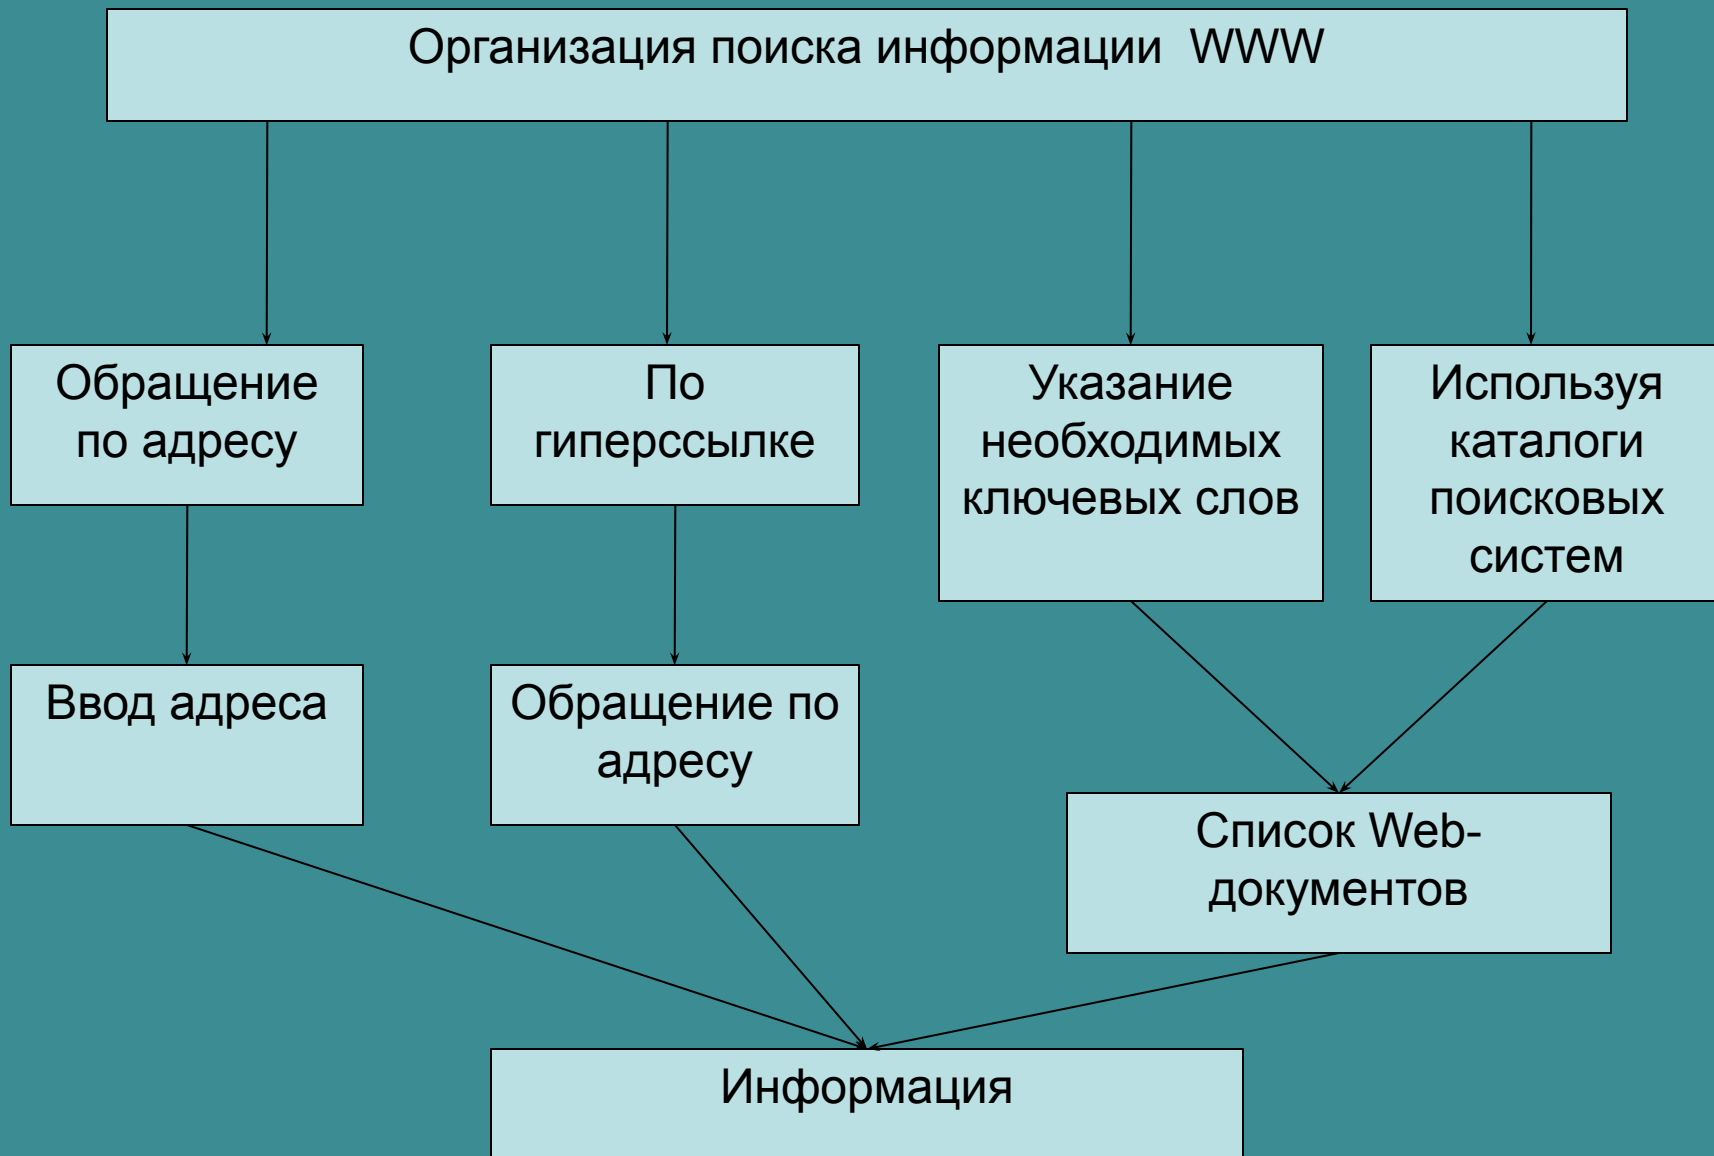 Организация поиска информации WWW
Обращение
по адресу
По
гиперссылке
Указание
необходимых
ключевых слов
Используя
каталоги
поисковых
систем
Ввод адреса
Обращение по
адресу
Список Web-
документов
Информация